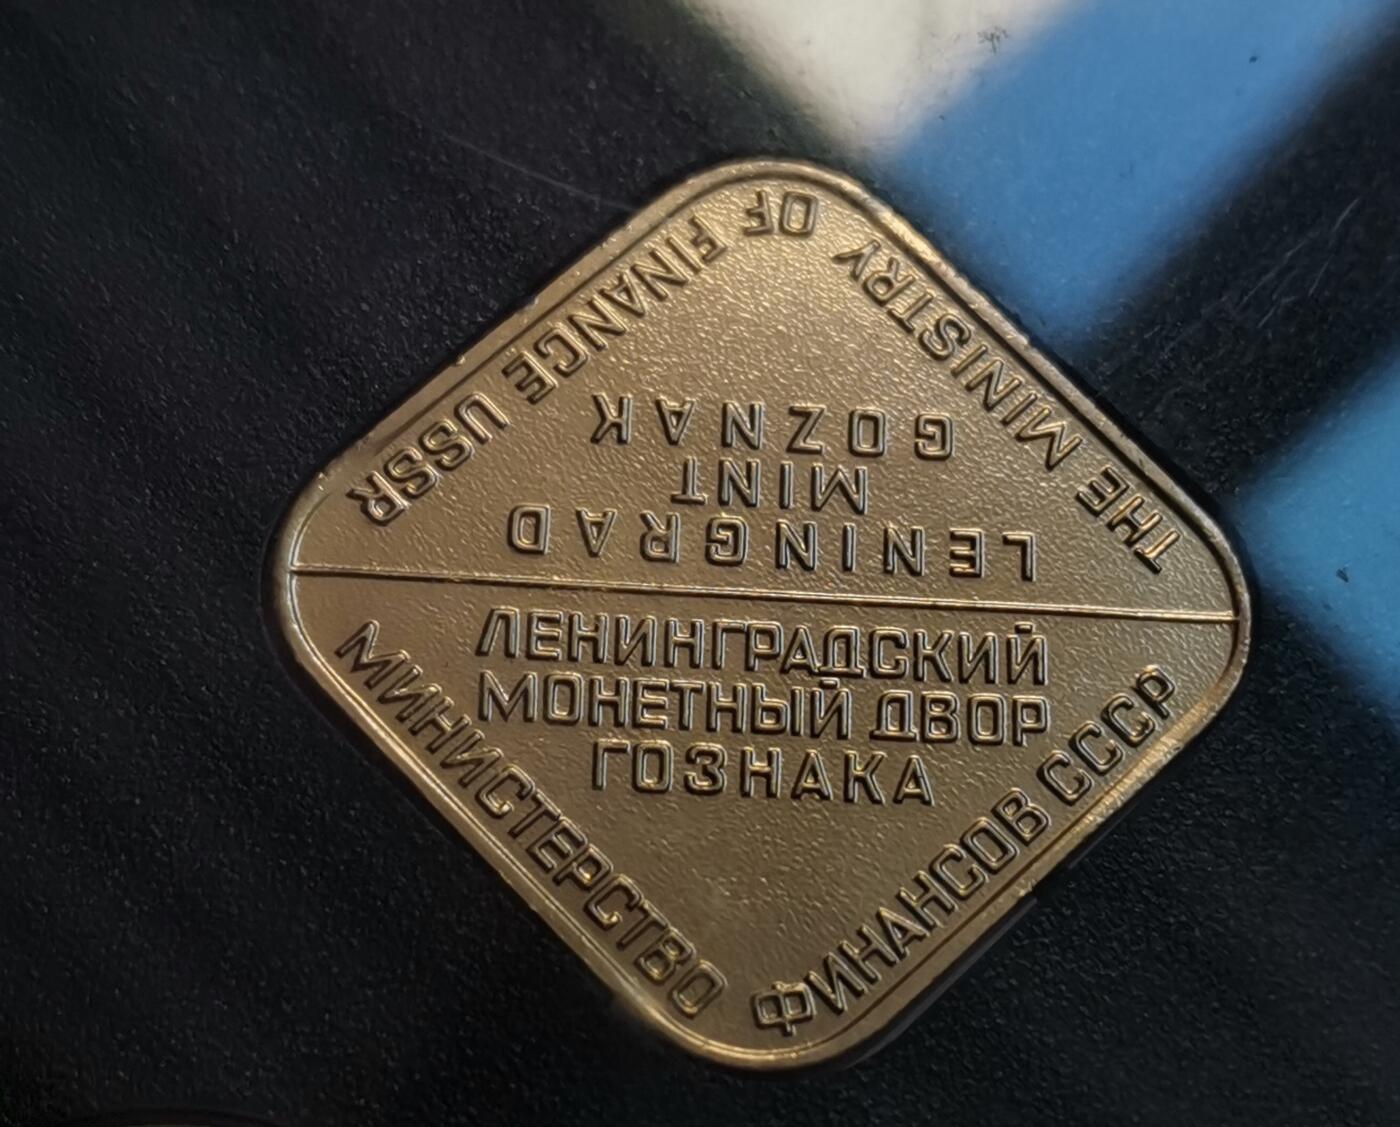 THE MINISTRY OF FINANCE USSR
LENINGRAD
MINT
GOZNAK
ЛЕНИНГРАДСКИЙ
МОНЕТНЫЙ ДВОР
ГОЗНАКА
МИНИСТЕРСТВО ФИНАНСОВ СССР